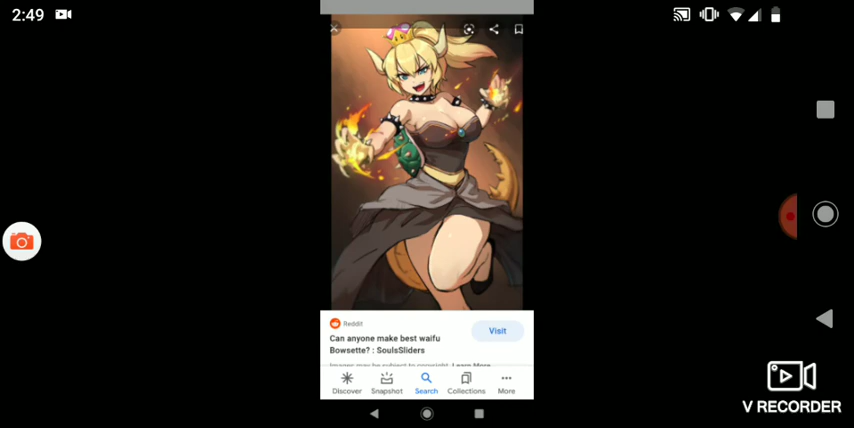 2:49
Reddit
Visit
Can anyone make best waifu
Bowsette? : SoulsSliders
Images may be subject to copyright. Learn More
Discover
Snapshot
Search
Collections
More
V RECORDER